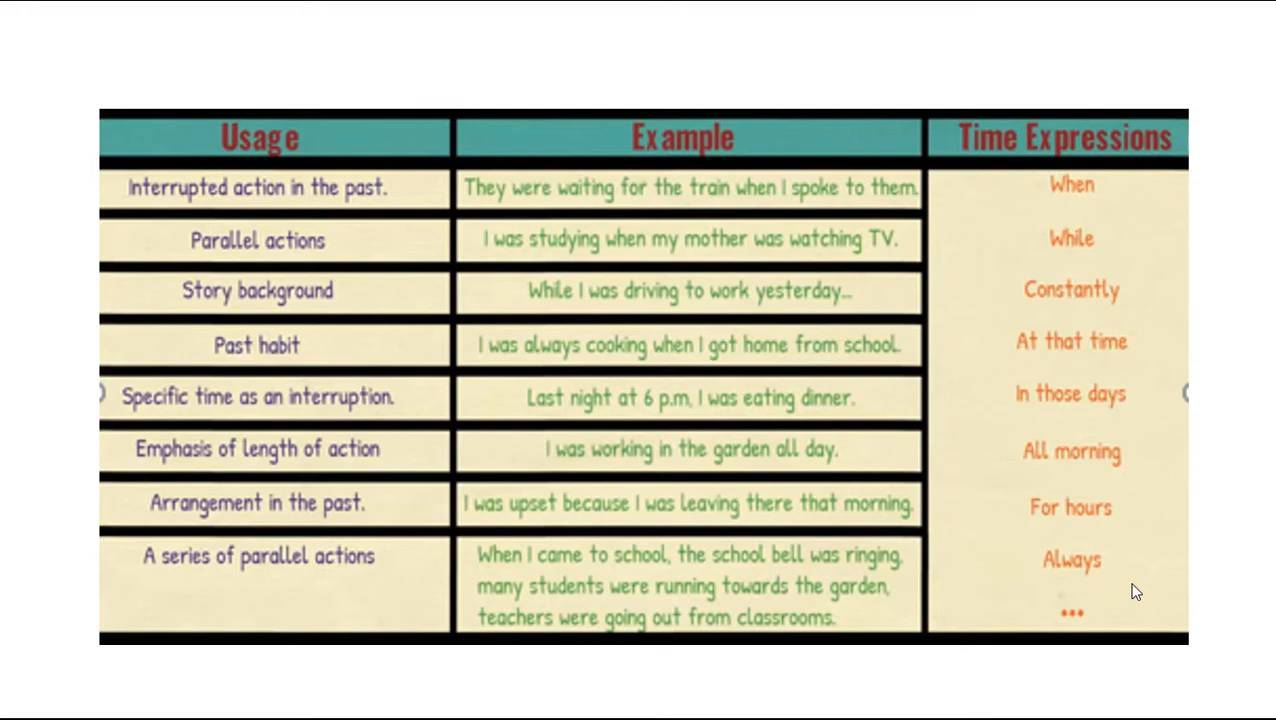 Usage Example Time Expressions
Interrupted action in the past. They were waiting for the train when I spoke to them. When
Parallel actions I was studying when my mother was watching TV. While
Story background While I was driving to work yesterday... Constantly
Past habit I was always cooking when I got home from school. At that time
Specific time as an interruption. Last night at 6 p.m, I was eating dinner. In those days
Emphasis of length of action I was working in the garden all day. All morning
Arrangement in the past. I was upset because I was leaving there that morning. For hours
A series of parallel actions When I came to school, the school bell was ringing, Always
many students were running towards the garden,
teachers were going out from classrooms. •••